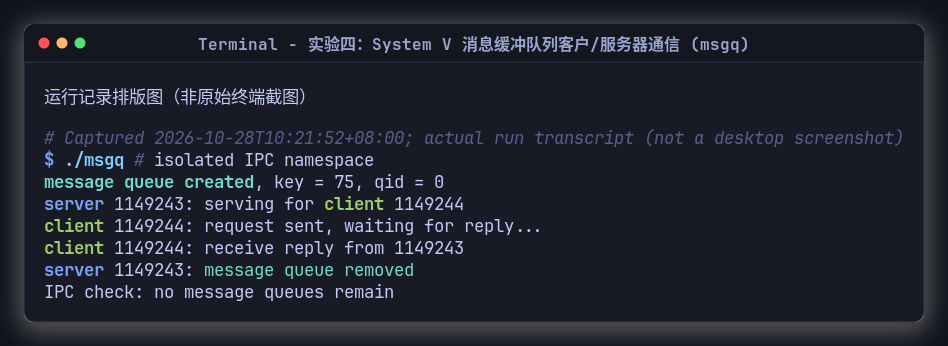 Terminal - 实验四：System V 消息缓冲队列客户/服务器通信 (msgq)
运行记录排版图（非原始终端截图）
# Captured 2026-10-28T10:21:52+08:00; actual run transcript (not a desktop screenshot)
$ ./msgq # isolated IPC namespace
message queue created, key = 75, qid = 0
server 1149243: serving for client 1149244
client 1149244: request sent, waiting for reply...
client 1149244: receive reply from 1149243
server 1149243: message queue removed
IPC check: no message queues remain